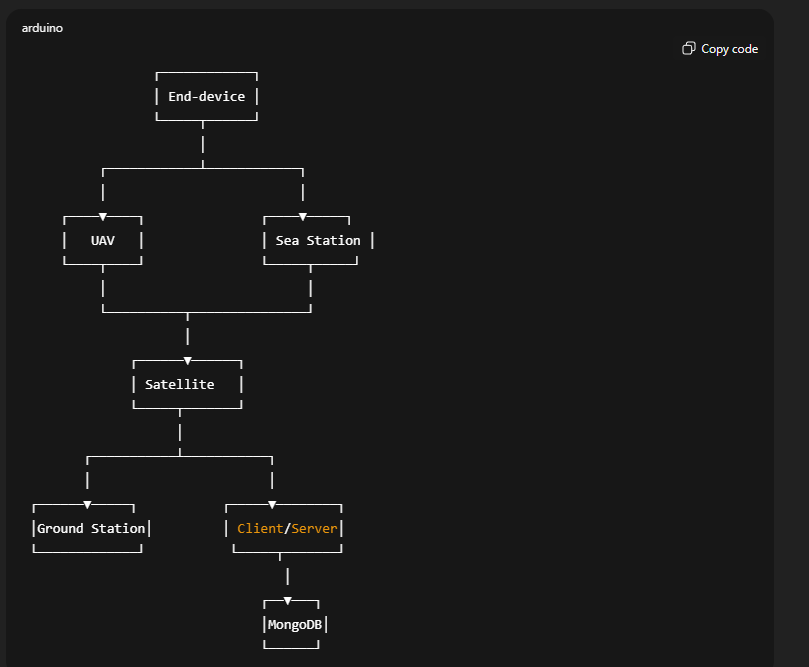 arduino
Copy code
End-device
UAV Sea Station
Satellite
Ground Station Client/Server
MongoDB